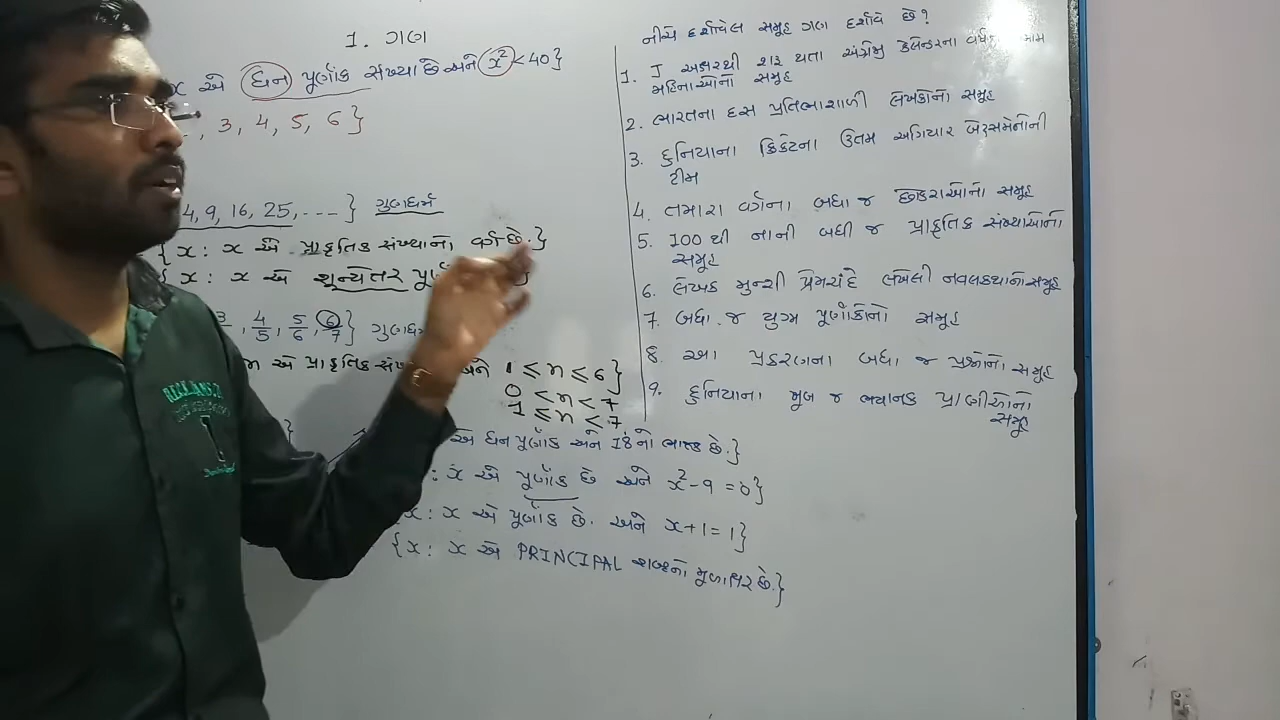 1. ગણ
x એ ધન પૂર્ણાંક સંખ્યા છે અને x² < 40}
, 3, 4, 5, 6}
4, 9, 16, 25, ---} ગુણધર્મ
{x : x એ પ્રાકૃતિક સંખ્યાનો વર્ગ છે.}
{x : x એ શૂન્યેતર
, 4/5, 5/6, 6/7}
એ પ્રાકૃતિક 1 ⩽ n ⩽ 6}
0 < n < 7
1 ⩽ n < 7
એ ધન પૂર્ણાંક અને 18નો ભાજક છે.}
: x એ પૂર્ણાંક છે અને x² - 9 = 0}
{x : x એ પૂર્ણાંક છે. અને x + 1 = 1}
{x : x એ PRINCIPAL શબ્દનો મૂળાક્ષર છે.}
નીચે દર્શાવેલ સમૂહ ગણ દર્શાવે છે?
1. J અક્ષરથી શરૂ થતા અંગ્રેજી કેલેન્ડરના વર્ષના તમામ
મહિનાઓનો સમૂહ
2. ભારતના દસ પ્રતિભાશાળી લેખકોનો સમૂહ
3. દુનિયાના ક્રિકેટના ઉતમ અગિયાર બેટ્સમેનોની
ટીમ
4. તમારા વર્ગના બધા જ છોકરાઓનો સમૂહ
5. 100 થી નાની બધી જ પ્રાકૃતિક સંખ્યાઓનો
સમૂહ
6. લેખક મુન્શી પ્રેમચંદે લખેલી નવલકથાનો સમૂહ
7. બધા જ યુગ્મ પૂર્ણાંકોનો સમૂહ
8. આ પ્રકરણના બધા જ પ્રશ્નોનો સમૂહ
9. દુનિયાના ખૂબ જ ભયાનક પ્રાણીઓનો
સમૂહ